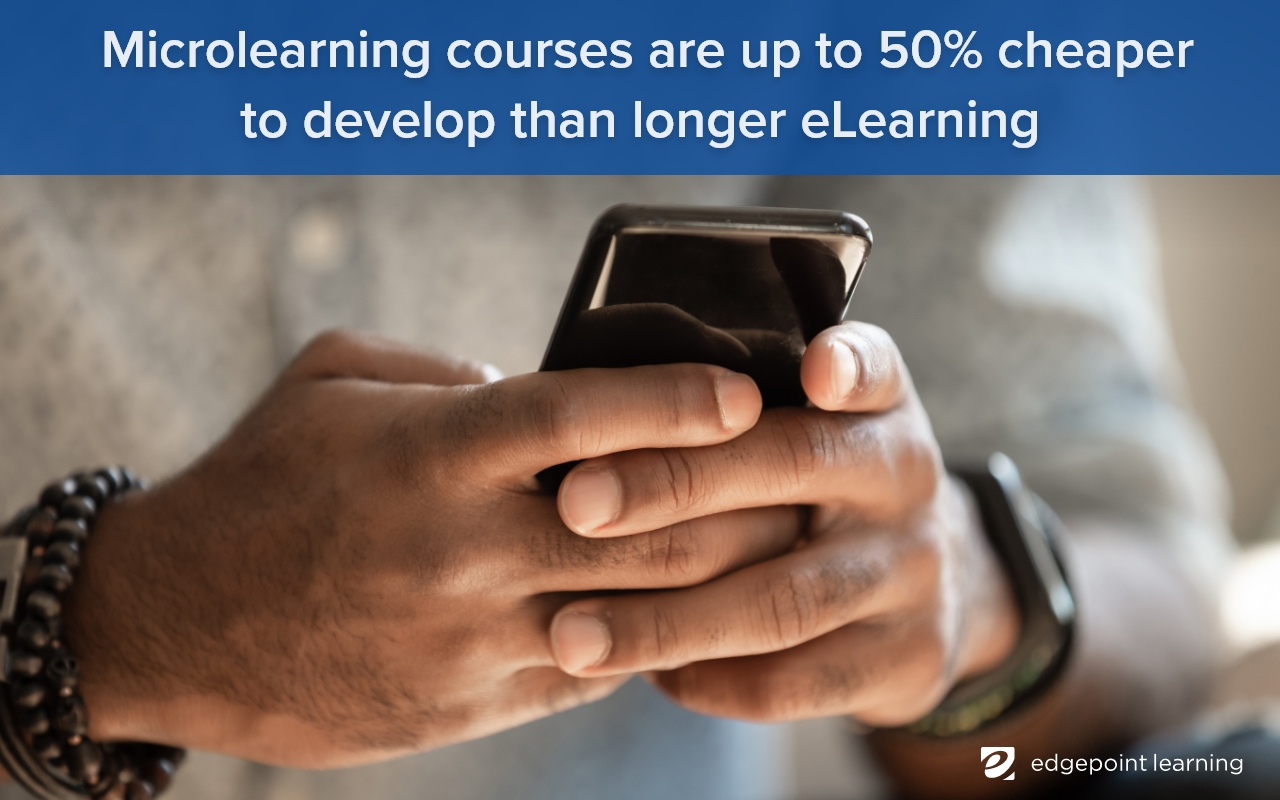 Microlearning courses are up to 50% cheaper
to develop than longer eLearning
edgepoint learning